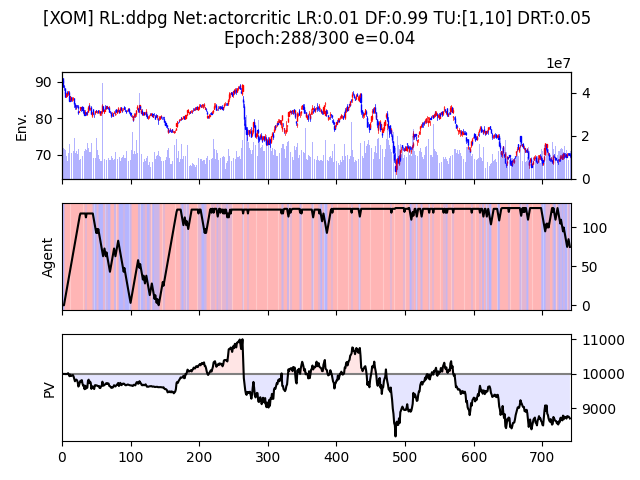 [XOM] RL:ddpg Net:actorcritic LR:0.01 DF:0.99 TU:[1,10] DRT:0.05
Epoch:288/300 e=0.04
1e7
90
80
70
Env.
4
2
0
Agent
100
50
0
PV
11000
10000
9000
0 100 200 300 400 500 600 700